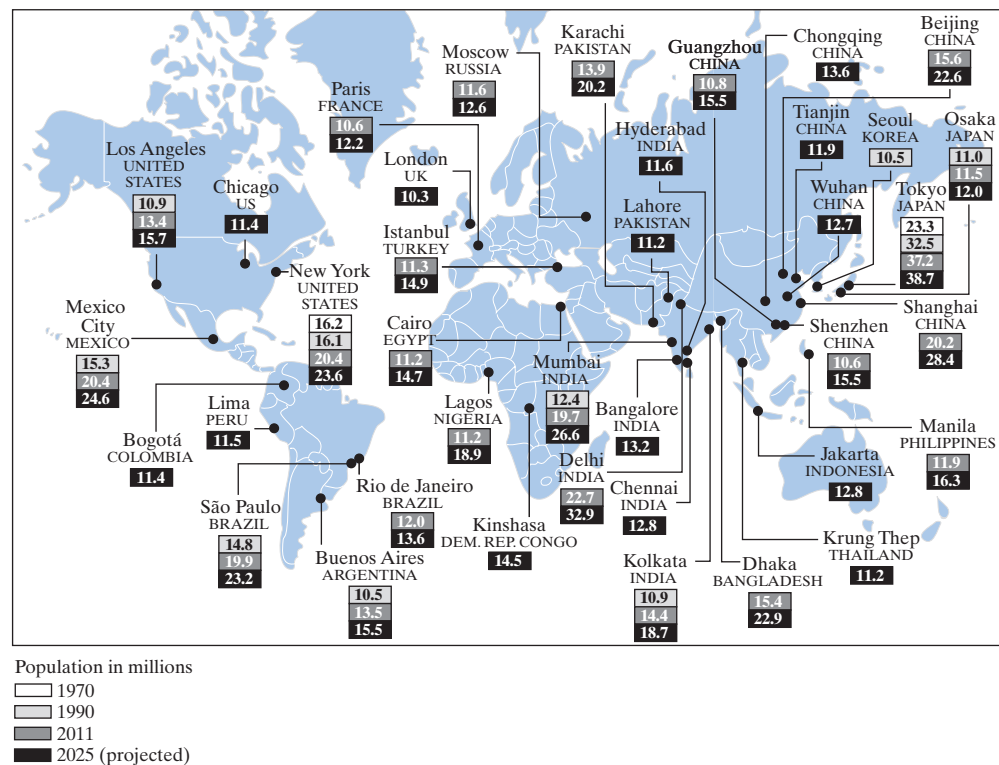 Moscow
RUSSIA
11.6
12.6
Karachi
PAKISTAN
13.9
20.2
Guangzhou
CHINA
10.8
15.5
Chongqing
CHINA
13.6
Beijing
CHINA
15.6
22.6
Paris
FRANCE
10.6
12.2
Hyderabad
INDIA
11.6
Tianjin
CHINA
11.9
Seoul
KOREA
10.5
Osaka
JAPAN
11.0
11.5
12.0
Los Angeles
UNITED
STATES
10.9
13.4
15.7
Chicago
US
11.4
London
UK
10.3
Lahore
PAKISTAN
11.2
Wuhan
CHINA
12.7
Tokyo
JAPAN
23.3
32.5
37.2
38.7
Istanbul
TURKEY
11.3
14.9
New York
UNITED
STATES
16.2
16.1
20.4
23.6
Mexico
City
MEXICO
15.3
20.4
24.6
Cairo
EGYPT
11.2
14.7
Mumbai
INDIA
12.4
19.7
26.6
Shenzhen
CHINA
10.6
15.5
Shanghai
CHINA
20.2
28.4
Lima
PERU
11.5
Lagos
NIGERIA
11.2
18.9
Bangalore
INDIA
13.2
Manila
PHILIPPINES
11.9
16.3
Bogotá
COLOMBIA
11.4
Delhi
INDIA
22.7
32.9
Jakarta
INDONESIA
12.8
Rio de Janeiro
BRAZIL
12.0
13.6
Chennai
INDIA
12.8
São Paulo
BRAZIL
14.8
19.9
23.2
Kinshasa
DEM. REP. CONGO
14.5
Krung Thep
THAILAND
11.2
Buenos Aires
ARGENTINA
10.5
13.5
15.5
Kolkata
INDIA
10.9
14.4
18.7
Dhaka
BANGLADESH
15.4
22.9
Population in millions
1970
1990
2011
2025 (projected)